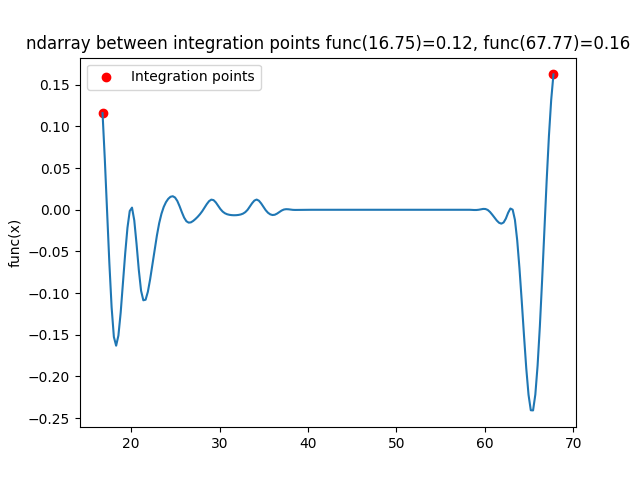 ndarray between integration points func(16.75)=0.12, func(67.77)=0.16
Integration points
0.15
0.10
0.05
0.00
−0.05
−0.10
−0.15
−0.20
−0.25
func(x)
20 30 40 50 60 70